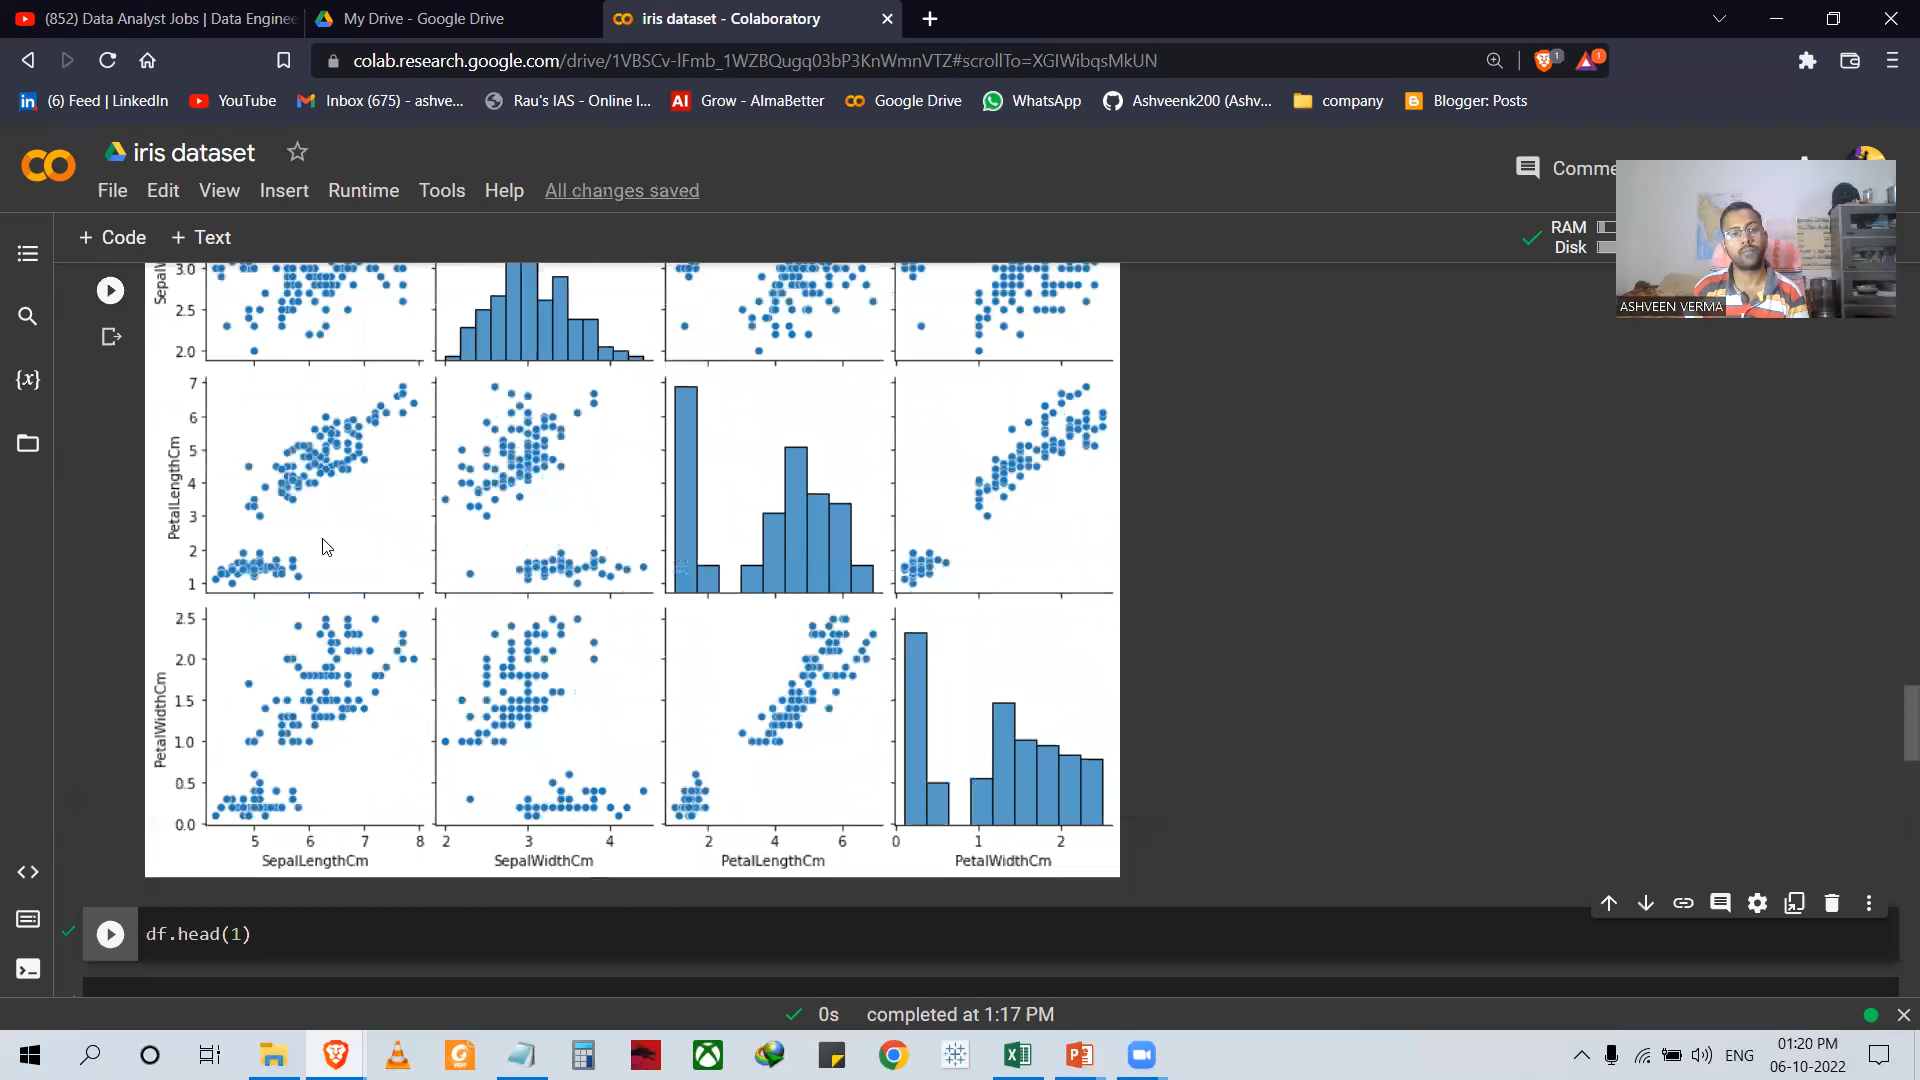 (852) Data Analyst Jobs | Data Enginee
My Drive - Google Drive
iris dataset - Colaboratory
colab.research.google.com/drive/1VBSCv-lFmb_1WZBQugq03bP3KnWmnVTZ#scrollTo=XGIWibqsMkUN
1
1
in (6) Feed | LinkedIn
YouTube
Inbox (675) - ashve...
Rau's IAS - Online I...
AI Grow - AlmaBetter
Google Drive
WhatsApp
Ashveenk200 (Ashv...
company
Blogger: Posts
iris dataset
Comme
File Edit View Insert Runtime Tools Help All changes saved
+ Code + Text
RAM
Disk
ASHVEEN VERMA
{x}
SepalW
3.0
2.5
2.0
PetalLengthCm
7
6
5
4
3
2
1
PetalWidthCm
2.5
2.0
1.5
1.0
0.5
0.0
5 6 7 8 2 3 4 2 4 6 0 1 2
SepalLengthCm SepalWidthCm PetalLengthCm PetalWidthCm
df.head(1)
0s completed at 1:17 PM
ENG
01:20 PM
06-10-2022